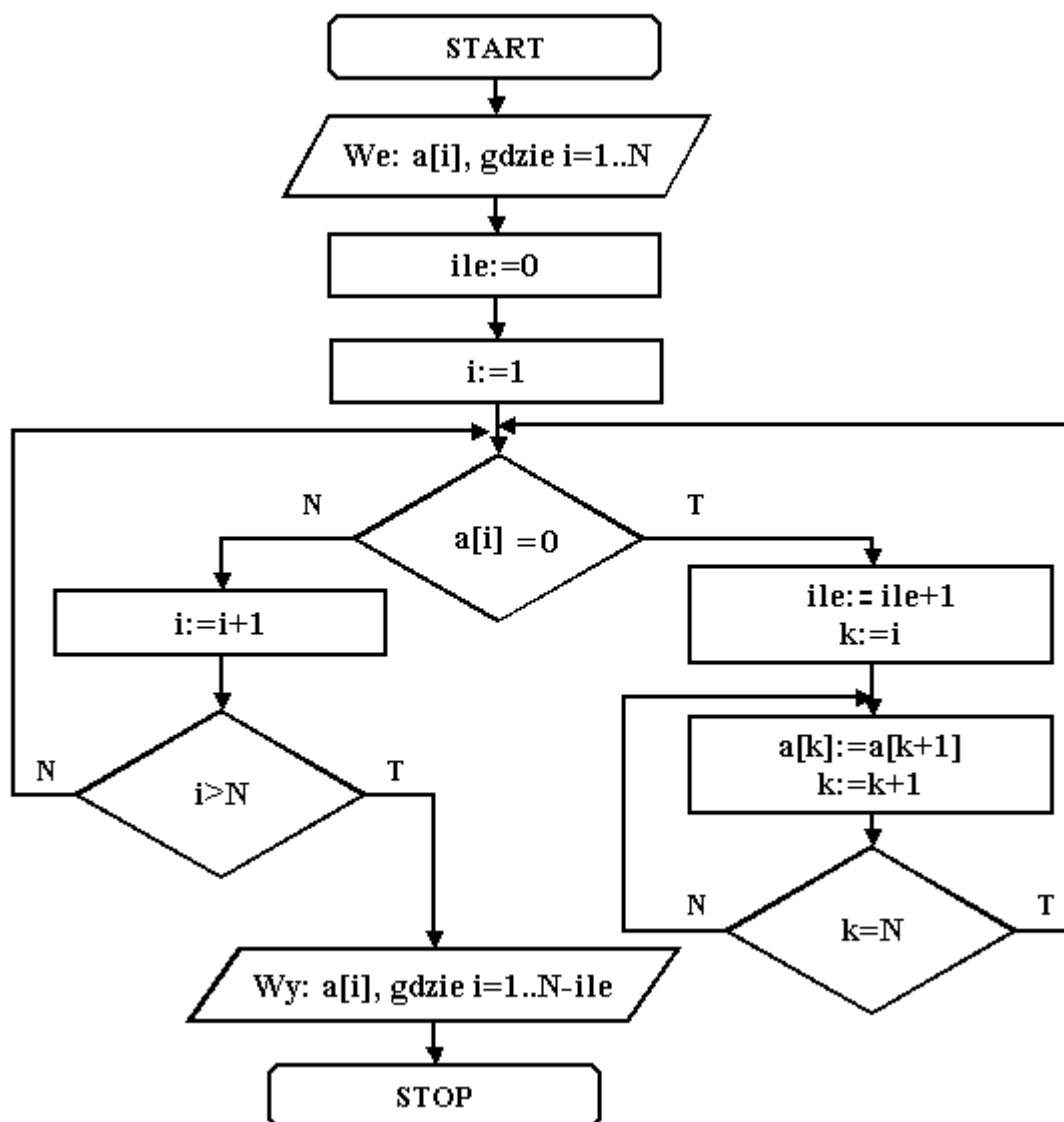 START
We: a[i], gdzie i=1..N
ile:=0
i:=1
N
T
a[i] =0
i:=i+1
ile:=ile+1
k:=i
N
T
i>N
a[k]:=a[k+1]
k:=k+1
N
T
k=N
Wy: a[i], gdzie i=1..N-ile
STOP